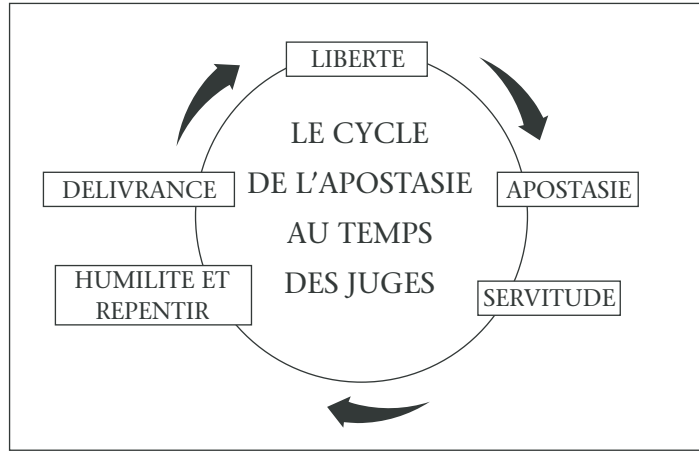 LIBERTE
LE CYCLE
DE L'APOSTASIE
AU TEMPS
DES JUGES
DELIVRANCE
APOSTASIE
HUMILITE ET
REPENTIR
SERVITUDE